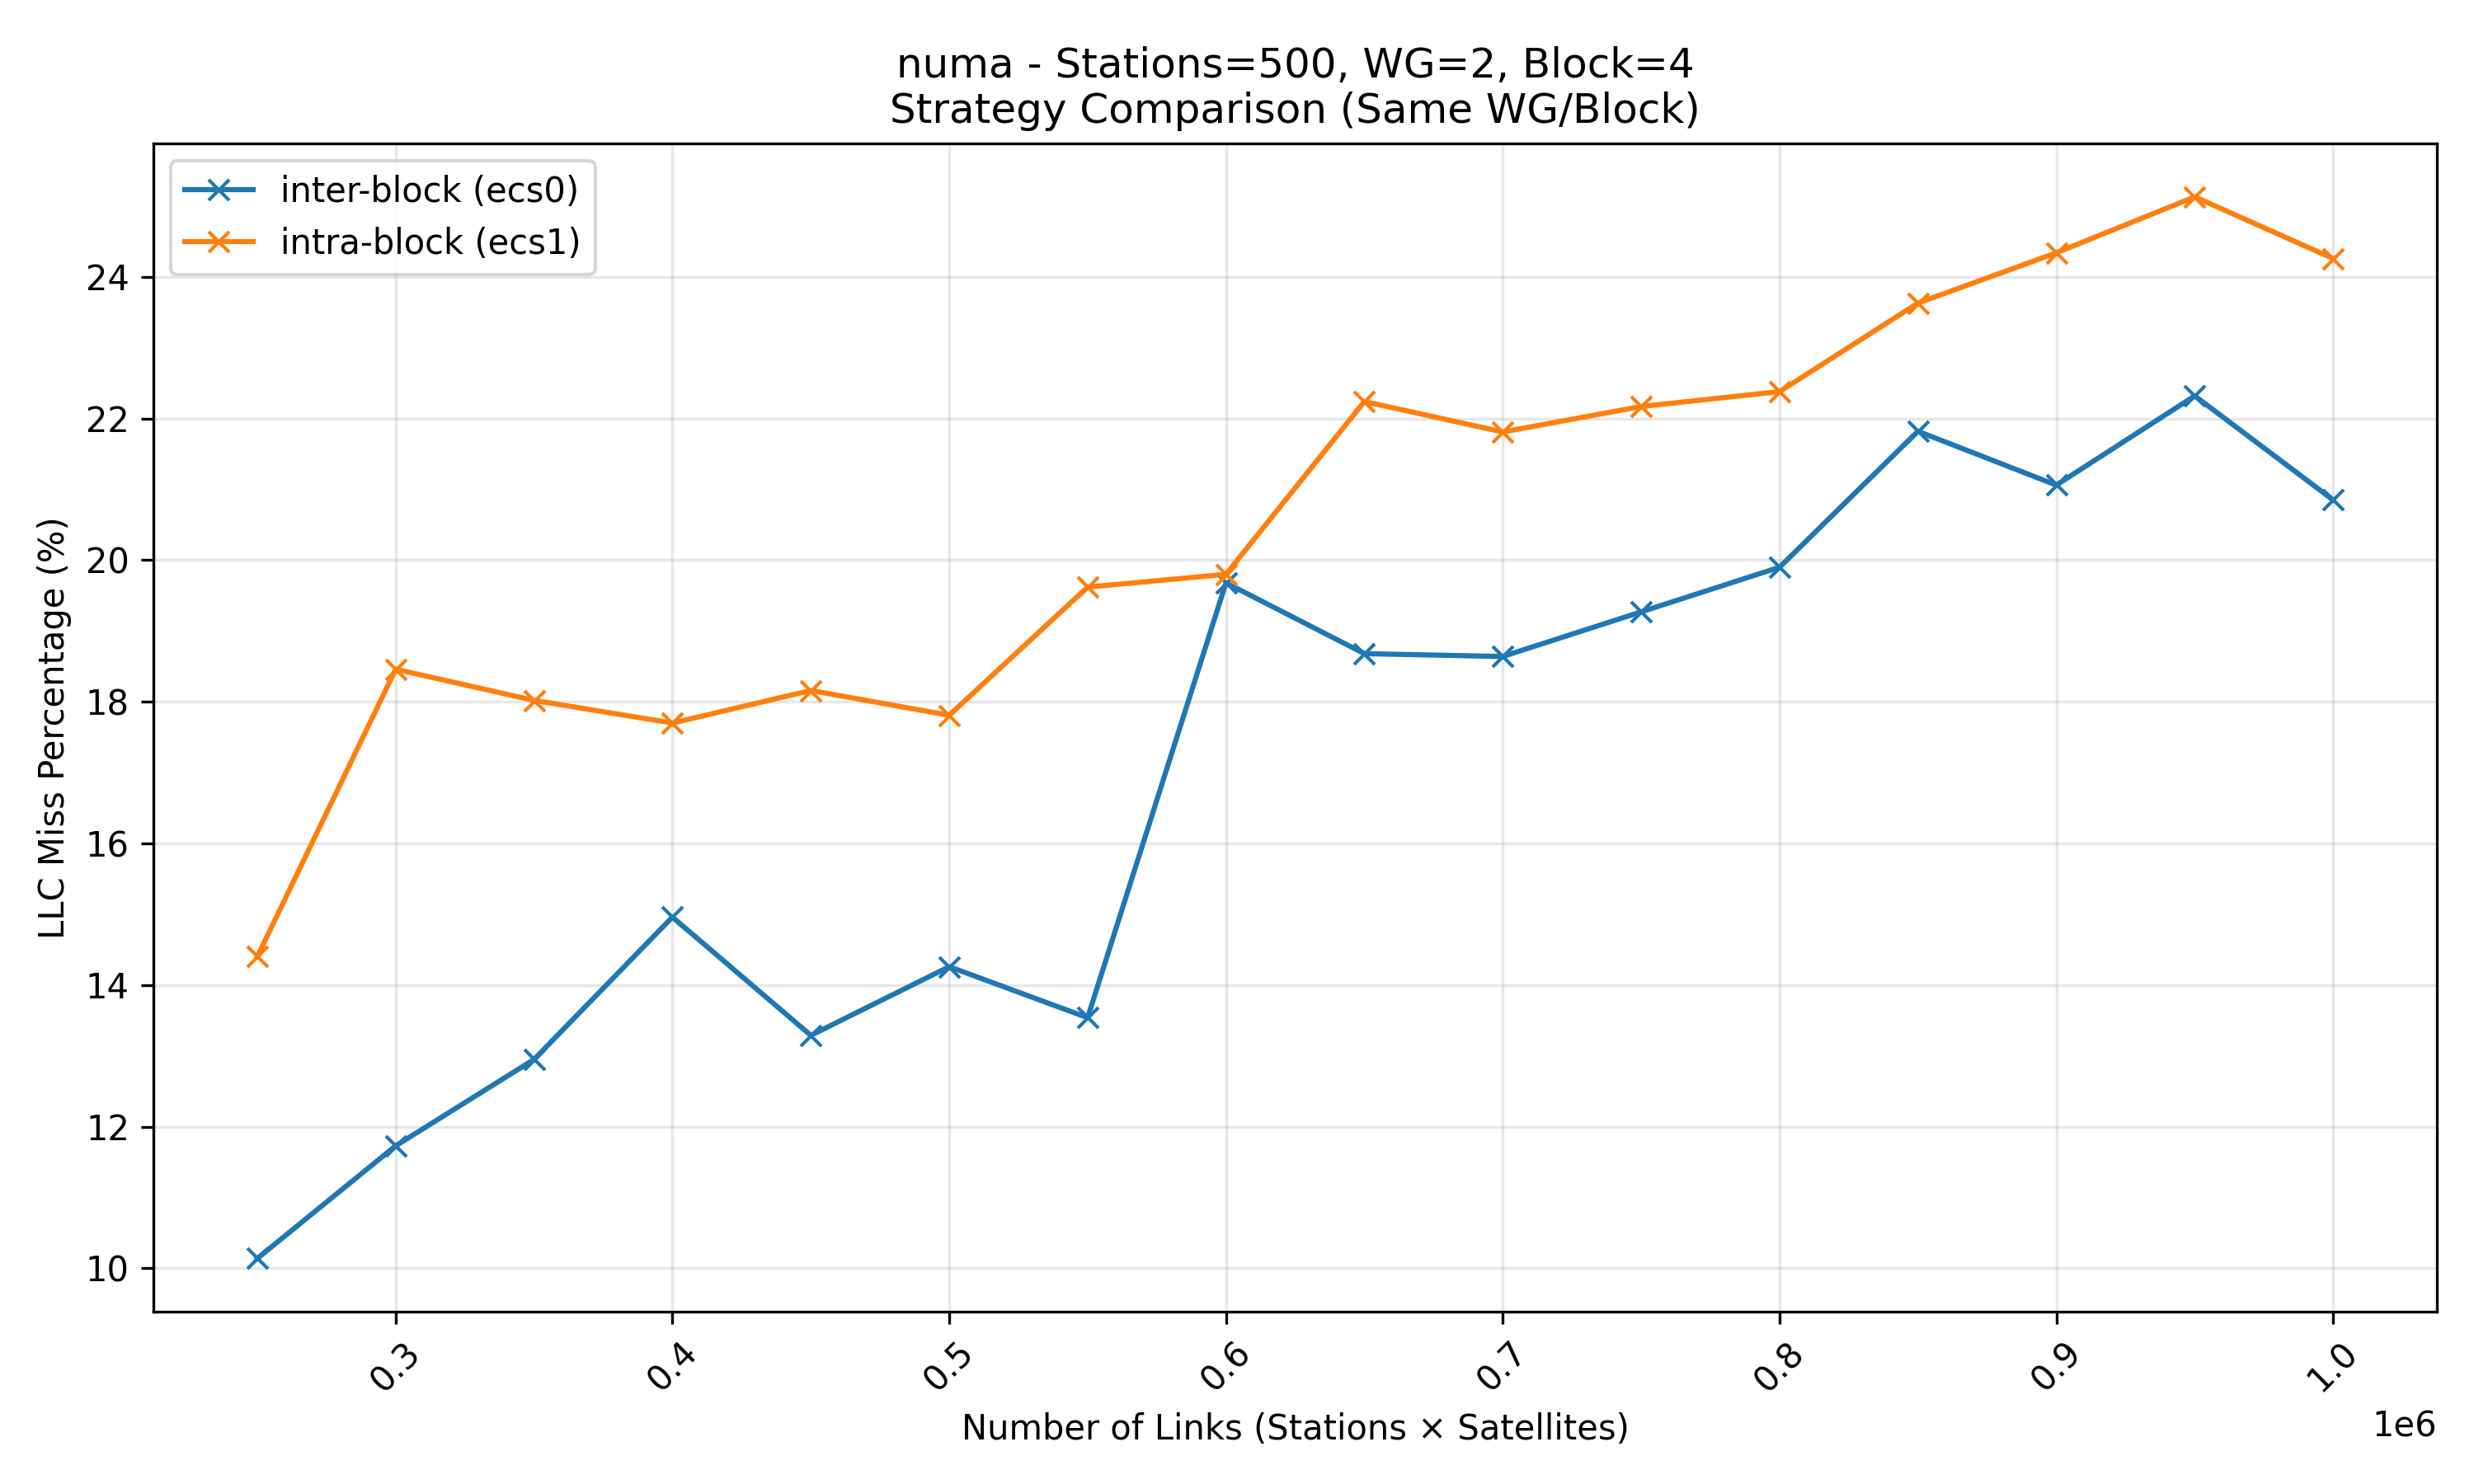 numa - Stations=500, WG=2, Block=4
Strategy Comparison (Same WG/Block)
inter-block (ecs0)
intra-block (ecs1)
LLC Miss Percentage (%)
24
22
20
18
16
14
12
10
0.3
0.4
0.5
0.6
0.7
0.8
0.9
1.0
1e6
Number of Links (Stations × Satellites)